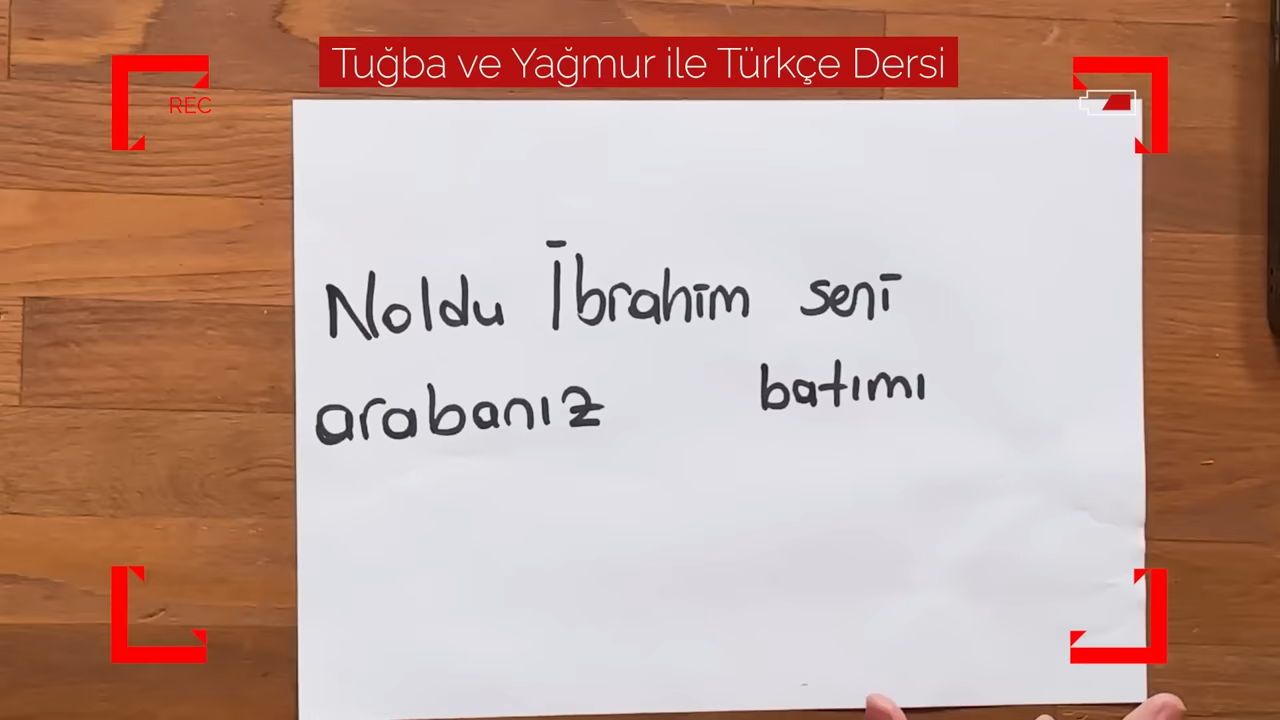 Tuğba ve Yağmur ile Türkçe Dersi
REC
Noldu İbrahim seni
arabanız batımı